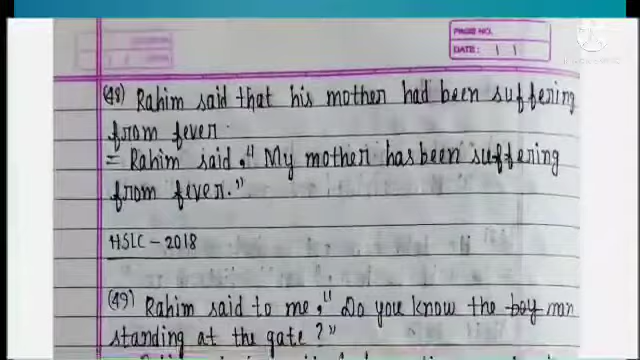 PAGE NO.
DATE:
(48) Rahim said that his mother had been suffering
from fever.
= Rahim said, "My mother has been suffering
from fever."
HSLC - 2018
(49) Rahim said to me, "Do you know the boy man
standing at the gate?"